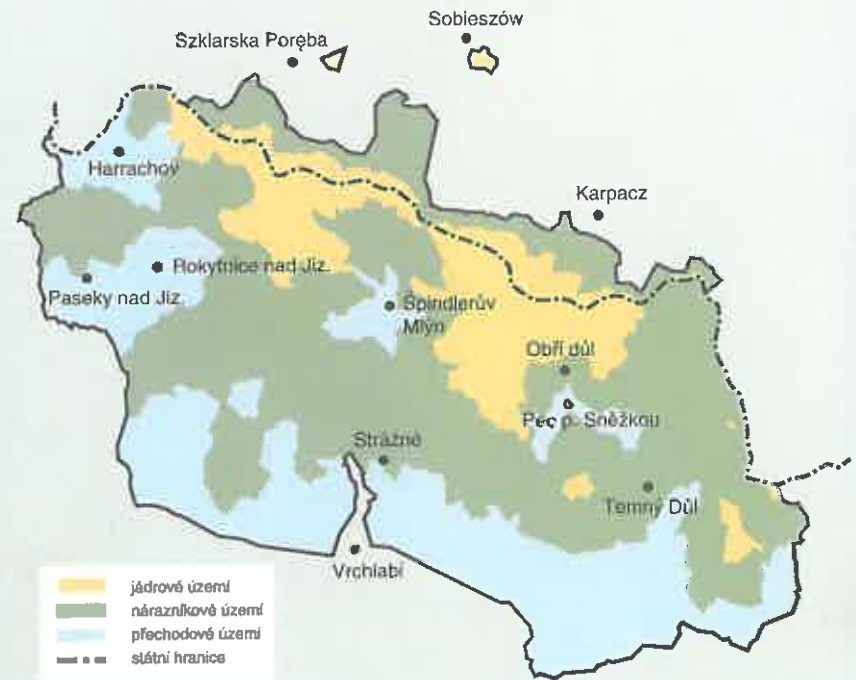 Sobieszów
Szklarska Poręba
Harrachov
Karpacz
Rokytnice nad Jiz.
Paseky nad Jiz.
Špindlerův
Mlýn
Obří důl
Pec p. Sněžkou
Strážné
Temný Důl
Vrchlabí
jádrové území
nárazníkové území
přechodové území
státní hranice